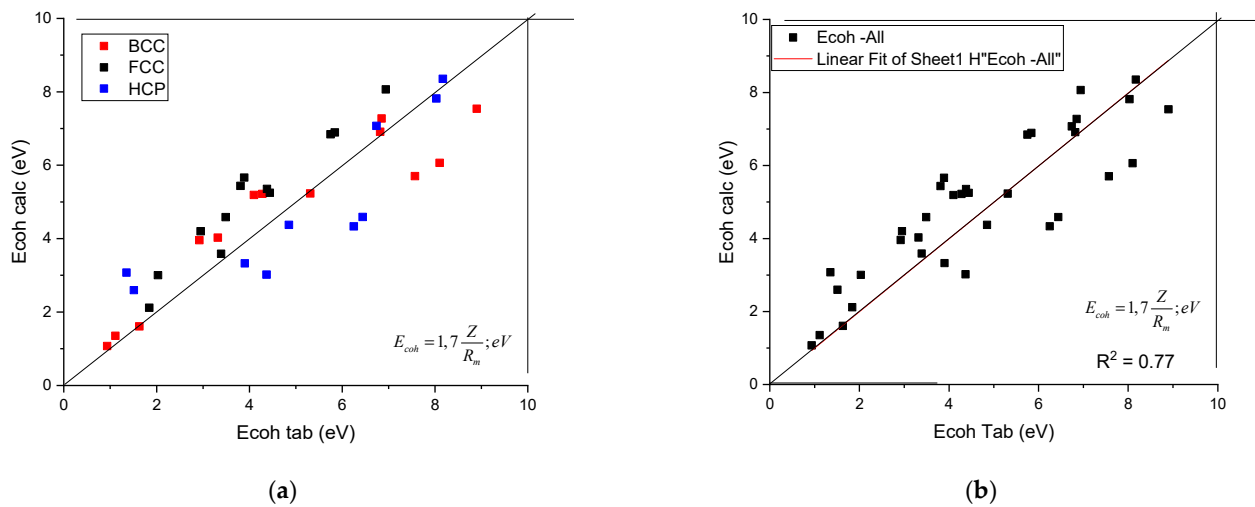 BCC
FCC
HCP
10
8
6
4
2
0
Ecoh calc (eV)
E_coh = 1,7 Z/R_m ; eV
0 2 4 6 8 10
Ecoh tab (eV)
(a)
Ecoh -All
Linear Fit of Sheet1 H"Ecoh -All"
10
8
6
4
2
0
Ecoh calc (eV)
E_coh = 1,7 Z/R_m ; eV
R² = 0.77
0 2 4 6 8 10
Ecoh Tab (eV)
(b)